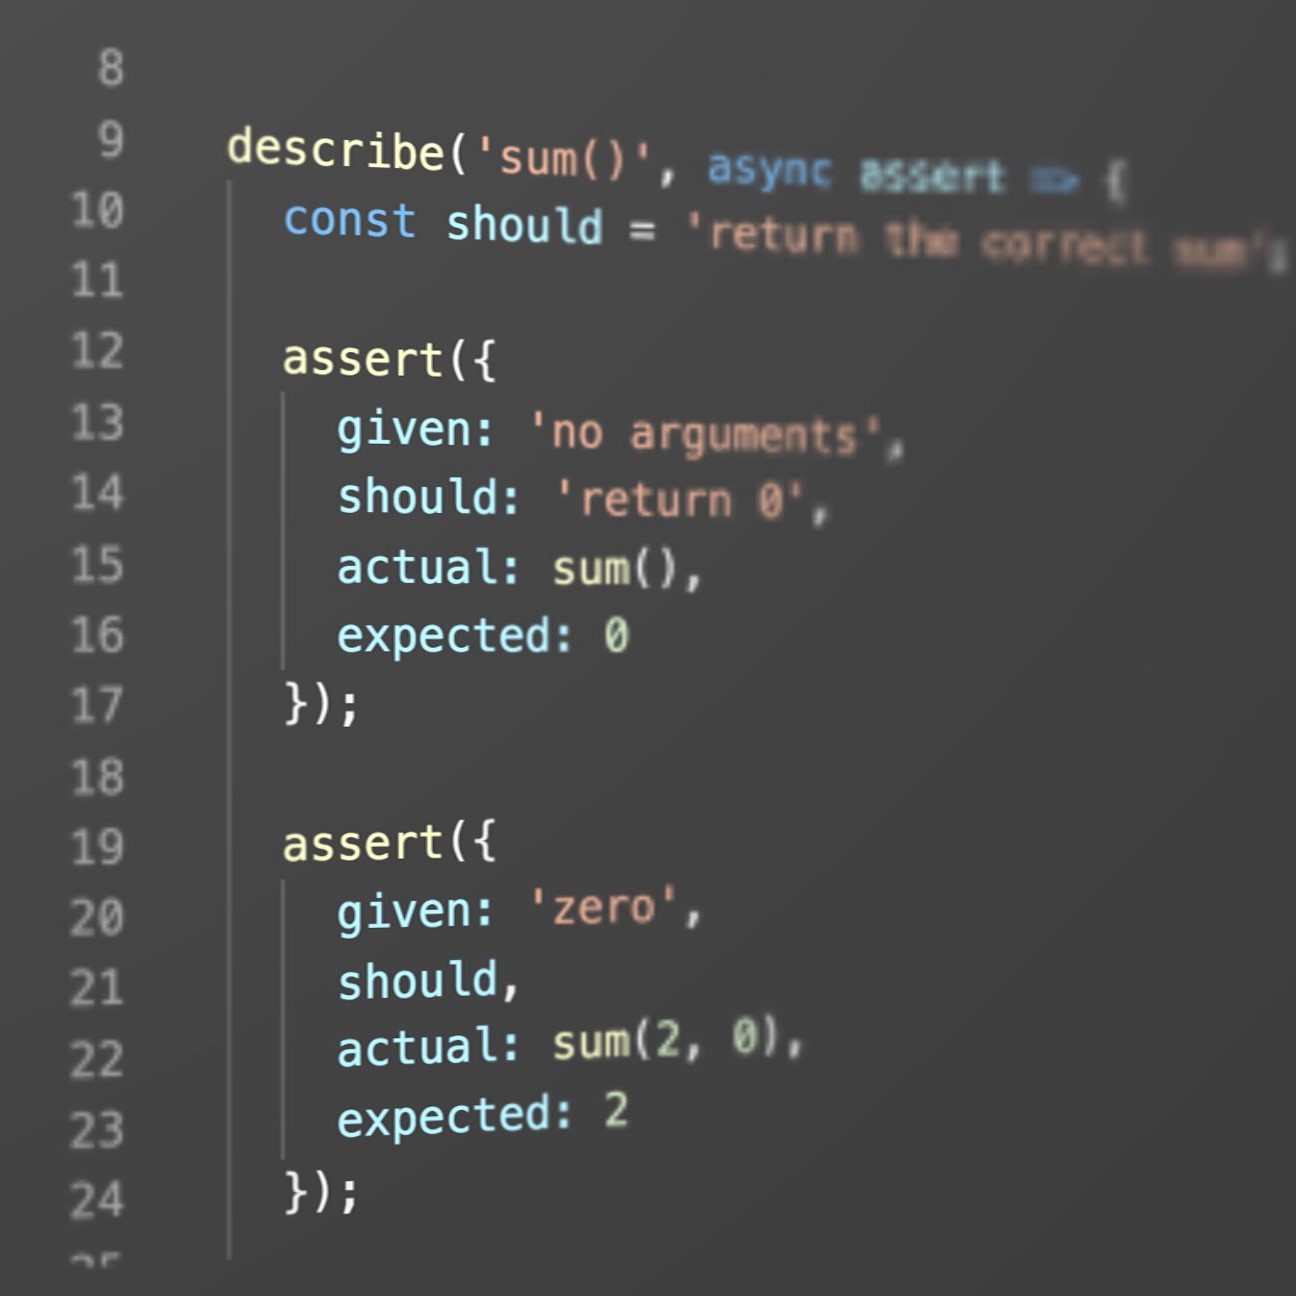 8
9 describe('sum()', async assert => {
10 const should = 'return the correct sum';
11
12 assert({
13 given: 'no arguments',
14 should: 'return 0',
15 actual: sum(),
16 expected: 0
17 });
18
19 assert({
20 given: 'zero',
21 should,
22 actual: sum(2, 0),
23 expected: 2
24 });